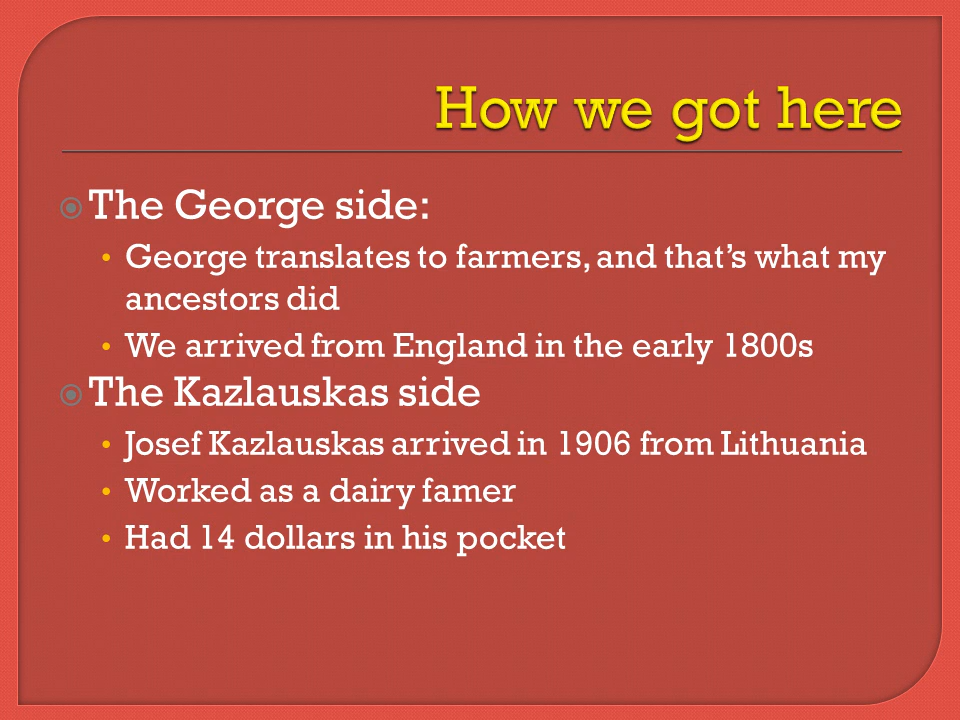 How we got here
The George side:
George translates to farmers, and that’s what my
ancestors did
We arrived from England in the early 1800s
The Kazlauskas side
Josef Kazlauskas arrived in 1906 from Lithuania
Worked as a dairy famer
Had 14 dollars in his pocket